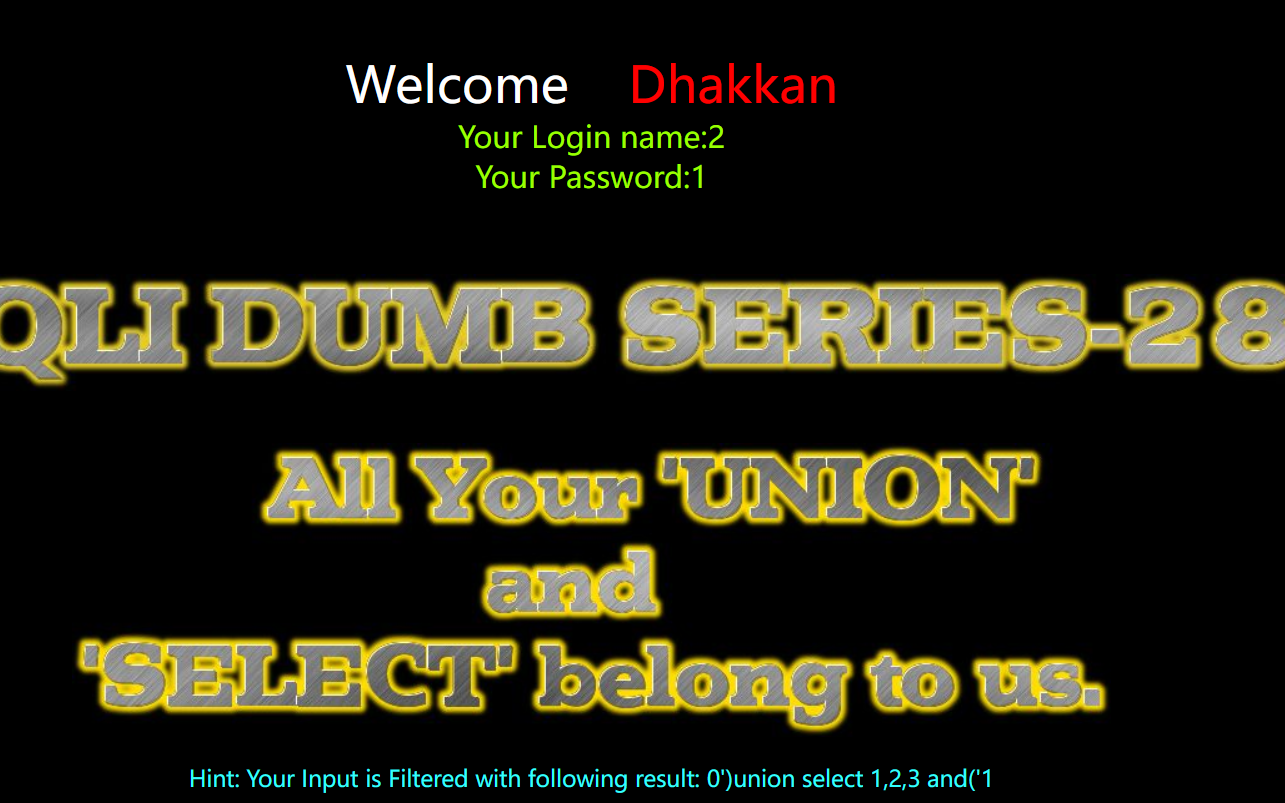 Welcome Dhakkan
Your Login name:2
Your Password:1
QLI DUMB SERIES-28
All Your 'UNION'
and
'SELECT' belong to us.
Hint: Your Input is Filtered with following result: 0')union select 1,2,3 and('1